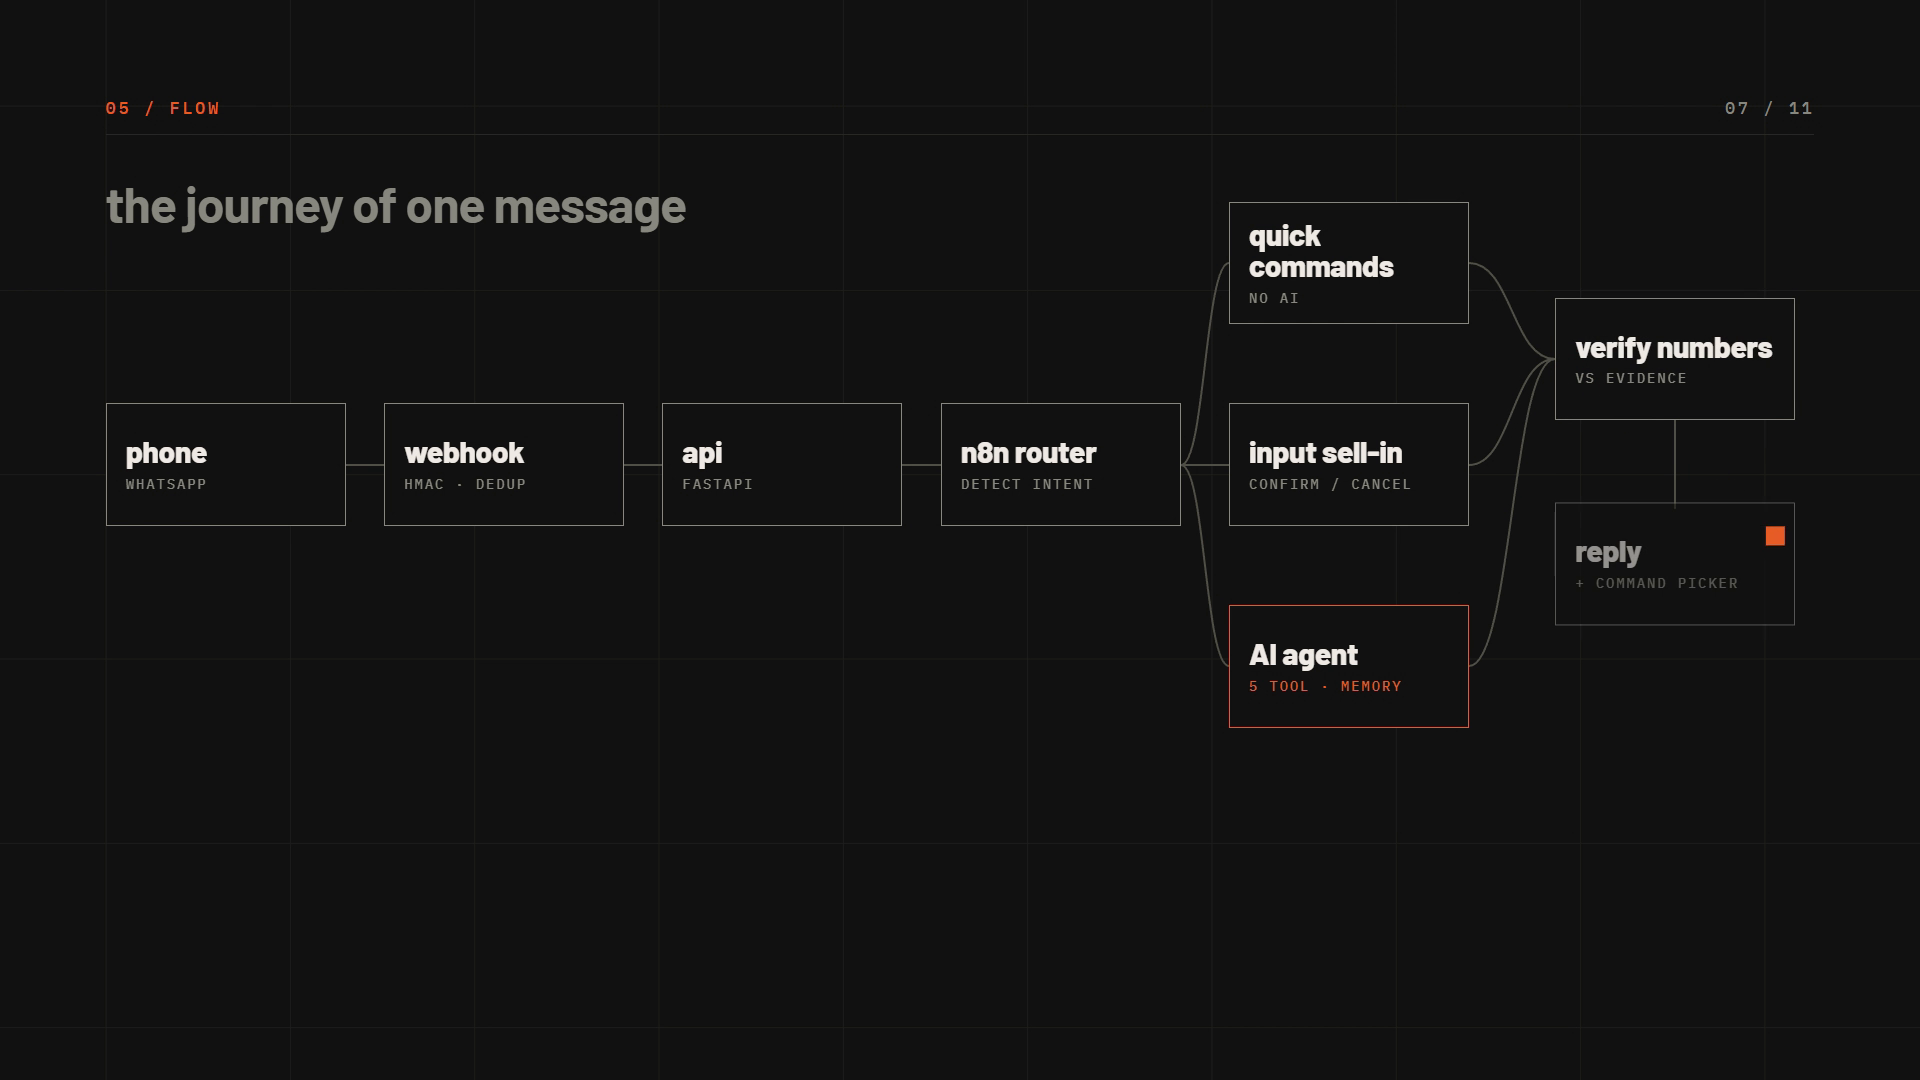 05 / FLOW
07 / 11
the journey of one message
phone
WHATSAPP
webhook
HMAC · DEDUP
api
FASTAPI
n8n router
DETECT INTENT
quick
commands
NO AI
input sell-in
CONFIRM / CANCEL
AI agent
5 TOOL · MEMORY
verify numbers
VS EVIDENCE
reply
+ COMMAND PICKER